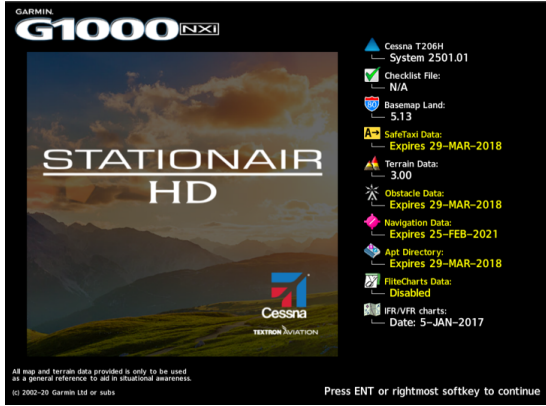 GARMIN.
G1000 NXi
STATIONAIR
HD
Cessna
TEXTRON AVIATION
Cessna T206H
System 2501.01
Checklist File:
N/A
80
Basemap Land:
5.13
A→
SafeTaxi Data:
Expires 29-MAR-2018
Terrain Data:
3.00
Obstacle Data:
Expires 29-MAR-2018
Navigation Data:
Expires 25-FEB-2021
Apt Directory:
Expires 29-MAR-2018
FliteCharts Data:
Disabled
IFR/VFR charts:
Date: 5-JAN-2017
All map and terrain data provided is only to be used
as a general reference to aid in situational awareness.
(c) 2002-20 Garmin Ltd or subs
Press ENT or rightmost softkey to continue